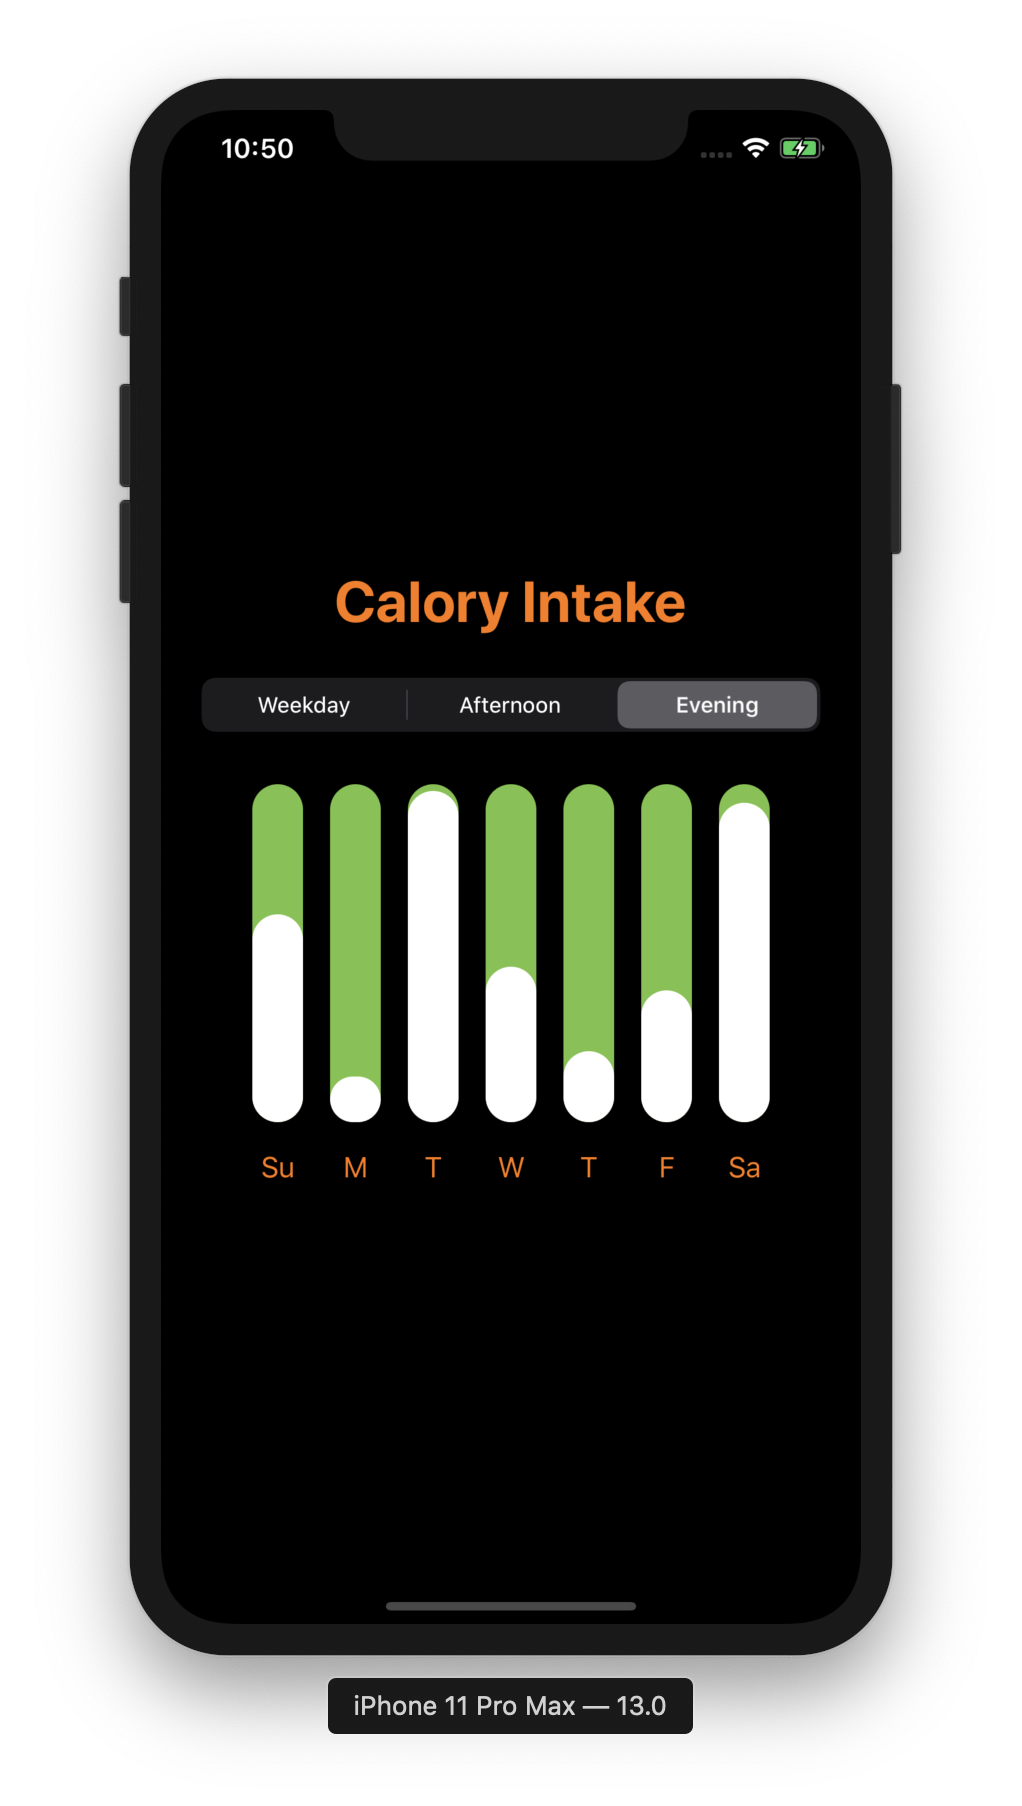 10:50
Calory Intake
Weekday Afternoon Evening
Su M T W T F Sa
iPhone 11 Pro Max — 13.0